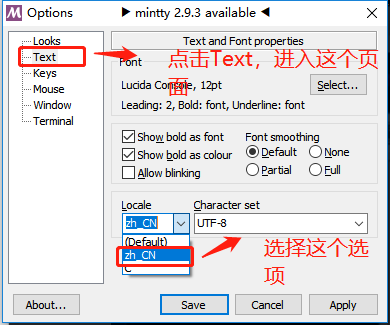 Options
▶ mintty 2.9.3 available ◀
Looks
Text
Keys
Mouse
Window
Terminal
Text and Font properties
点击Text，进入这个页
面
Font
Lucida Console, 12pt
Select...
Leading: 2, Bold: font, Underline: font
Show bold as font
Show bold as colour
Allow blinking
Font smoothing
Default
None
Partial
Full
Locale
Character set
zh_CN
UTF-8
(Default)
zh_CN
C
选择这个选
项
About...
Save
Cancel
Apply